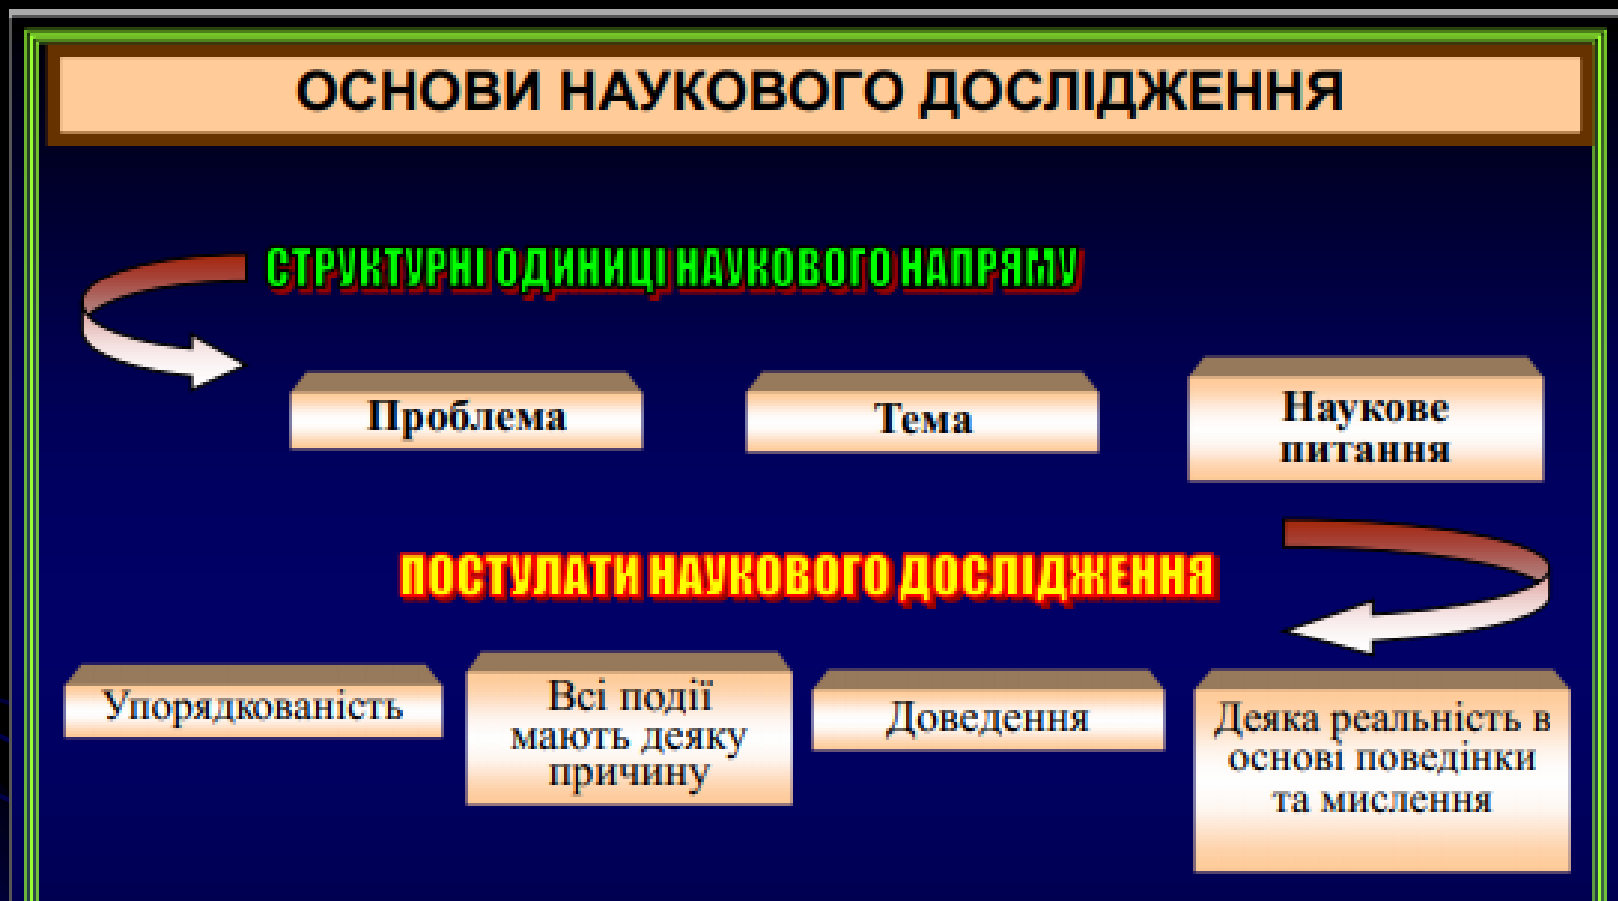 ОСНОВИ НАУКОВОГО ДОСЛІДЖЕННЯ
СТРУКТУРНІ ОДИНИЦІ НАУКОВОГО НАПРЯМУ
Проблема
Тема
Наукове
питання
ПОСТУЛАТИ НАУКОВОГО ДОСЛІДЖЕННЯ
Упорядкованість
Всі події
мають деяку
причину
Доведення
Деяка реальність в
основі поведінки
та мислення